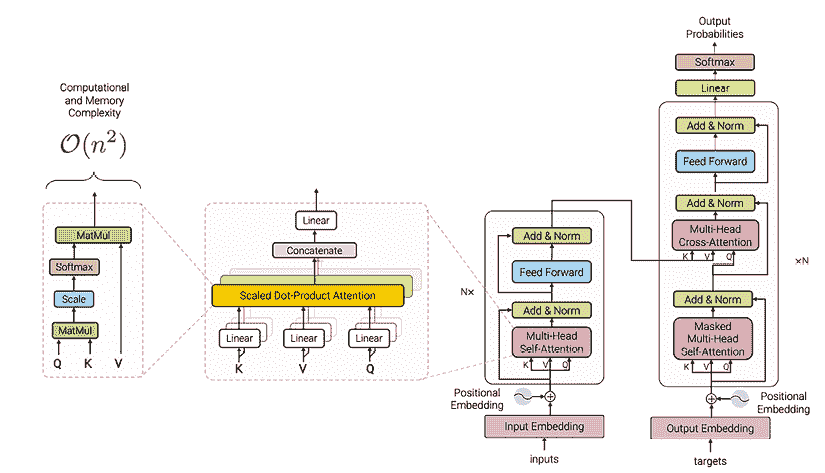 Computational
and Memory
Complexity
O(n²)
MatMul
Softmax
Scale
MatMul
Q K V
Linear
Concatenate
Scaled Dot-Product Attention
Linear Linear Linear
K V Q
N×
Add & Norm
Feed Forward
Add & Norm
Multi-Head
Self-Attention
K V Q
Positional
Embedding
Input Embedding
inputs
Output
Probabilities
Softmax
Linear
Add & Norm
Feed Forward
Add & Norm
Multi-Head
Cross-Attention
K V Q
×N
Add & Norm
Masked
Multi-Head
Self-Attention
K V Q
Positional
Embedding
Output Embedding
targets